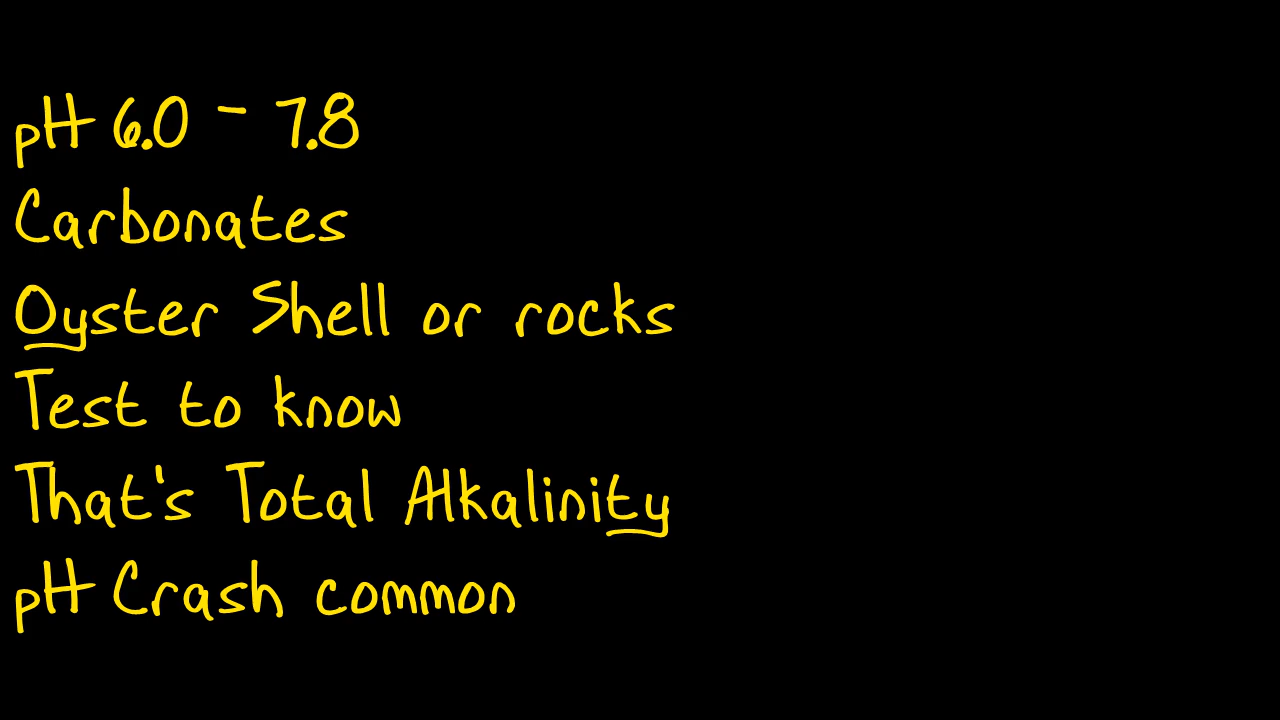 pH 6.0 - 7.8
Carbonates
Oyster Shell or rocks
Test to know
That's Total Alkalinity
pH Crash common